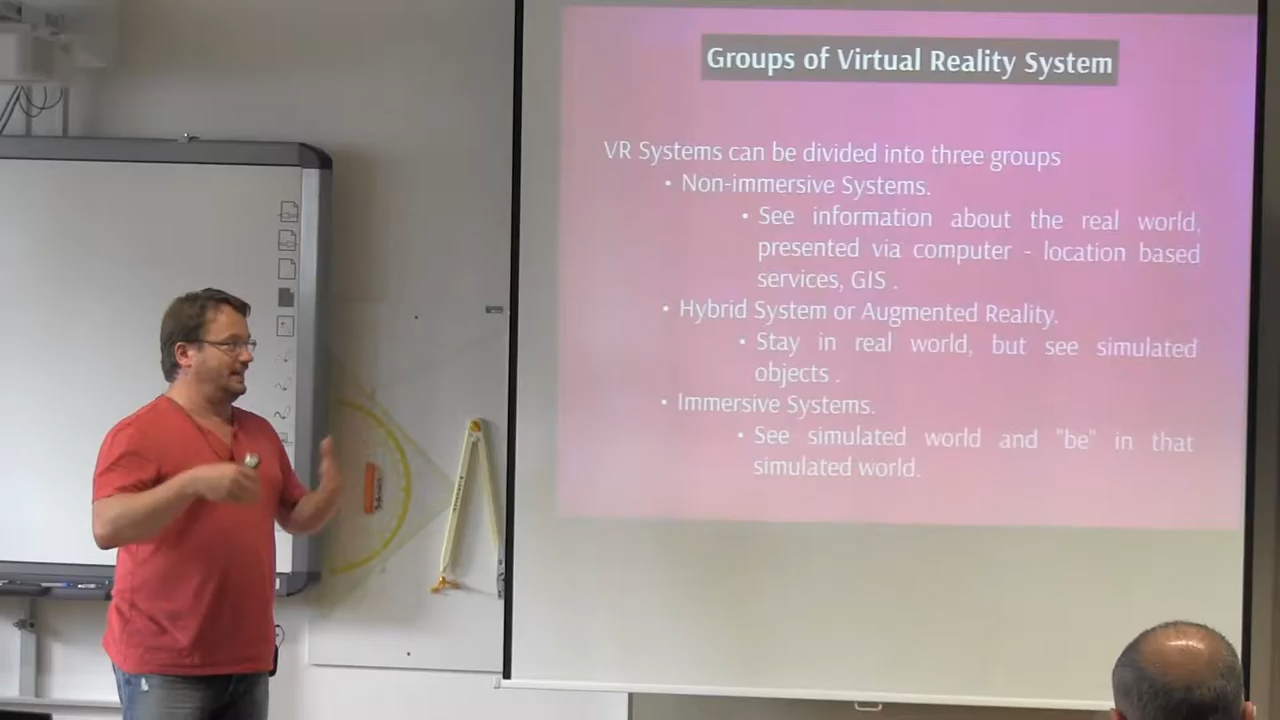 Groups of Virtual Reality System
VR Systems can be divided into three groups
• Non-immersive Systems.
• See information about the real world,
presented via computer - location based
services, GIS .
• Hybrid System or Augmented Reality.
• Stay in real world, but see simulated
objects .
• Immersive Systems.
• See simulated world and "be" in that
simulated world.